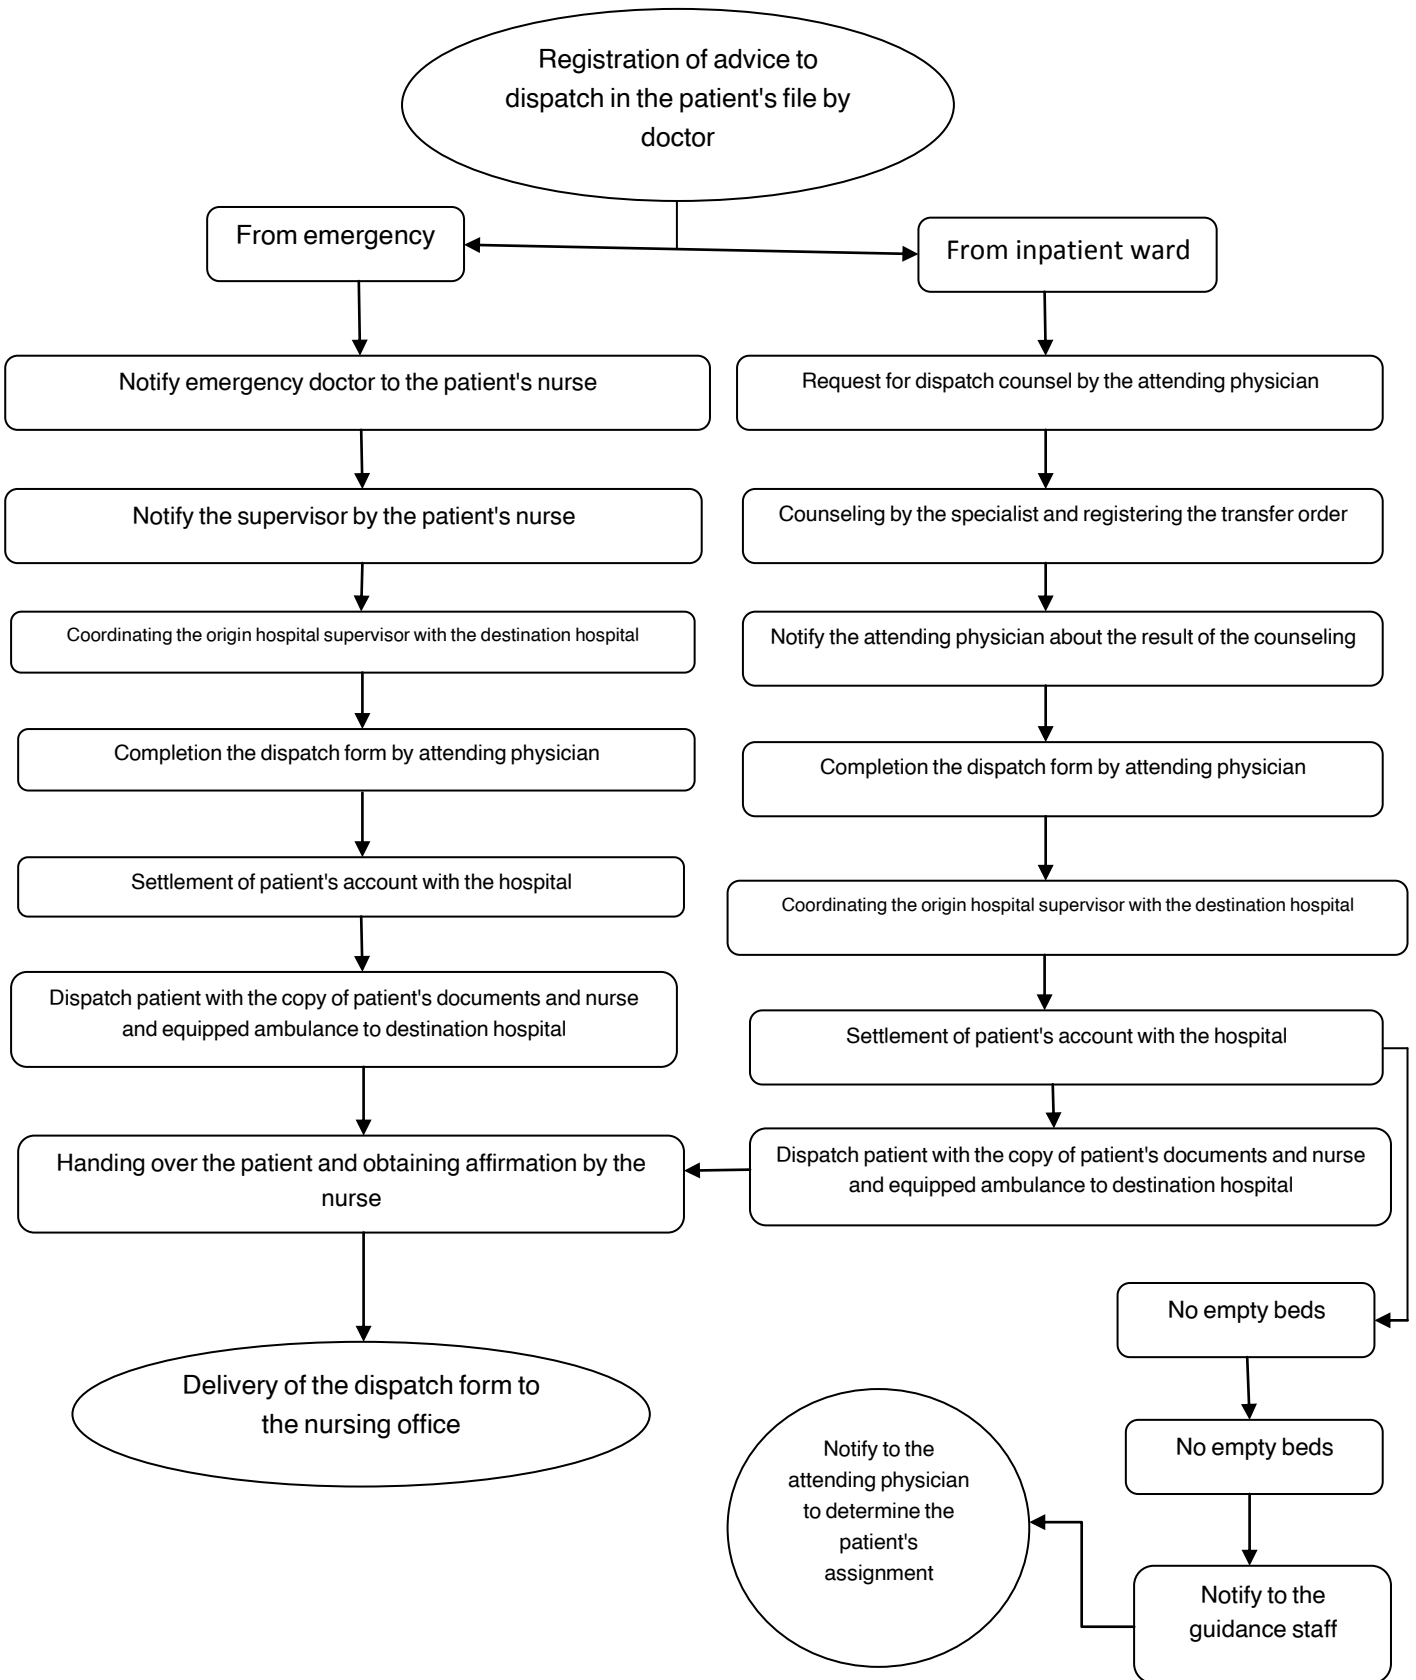 Registration of advice to
dispatch in the patient's file by
doctor
From emergency
From inpatient ward
Notify emergency doctor to the patient's nurse
Request for dispatch counsel by the attending physician
Notify the supervisor by the patient's nurse
Counseling by the specialist and registering the transfer order
Coordinating the origin hospital supervisor with the destination hospital
Notify the attending physician about the result of the counseling
Completion the dispatch form by attending physician
Completion the dispatch form by attending physician
Settlement of patient's account with the hospital
Coordinating the origin hospital supervisor with the destination hospital
Dispatch patient with the copy of patient's documents and nurse
and equipped ambulance to destination hospital
Settlement of patient's account with the hospital
Handing over the patient and obtaining affirmation by the
nurse
Dispatch patient with the copy of patient's documents and nurse
and equipped ambulance to destination hospital
No empty beds
Delivery of the dispatch form to
the nursing office
No empty beds
Notify to the
attending physician
to determine the
patient's
assignment
Notify to the
guidance staff